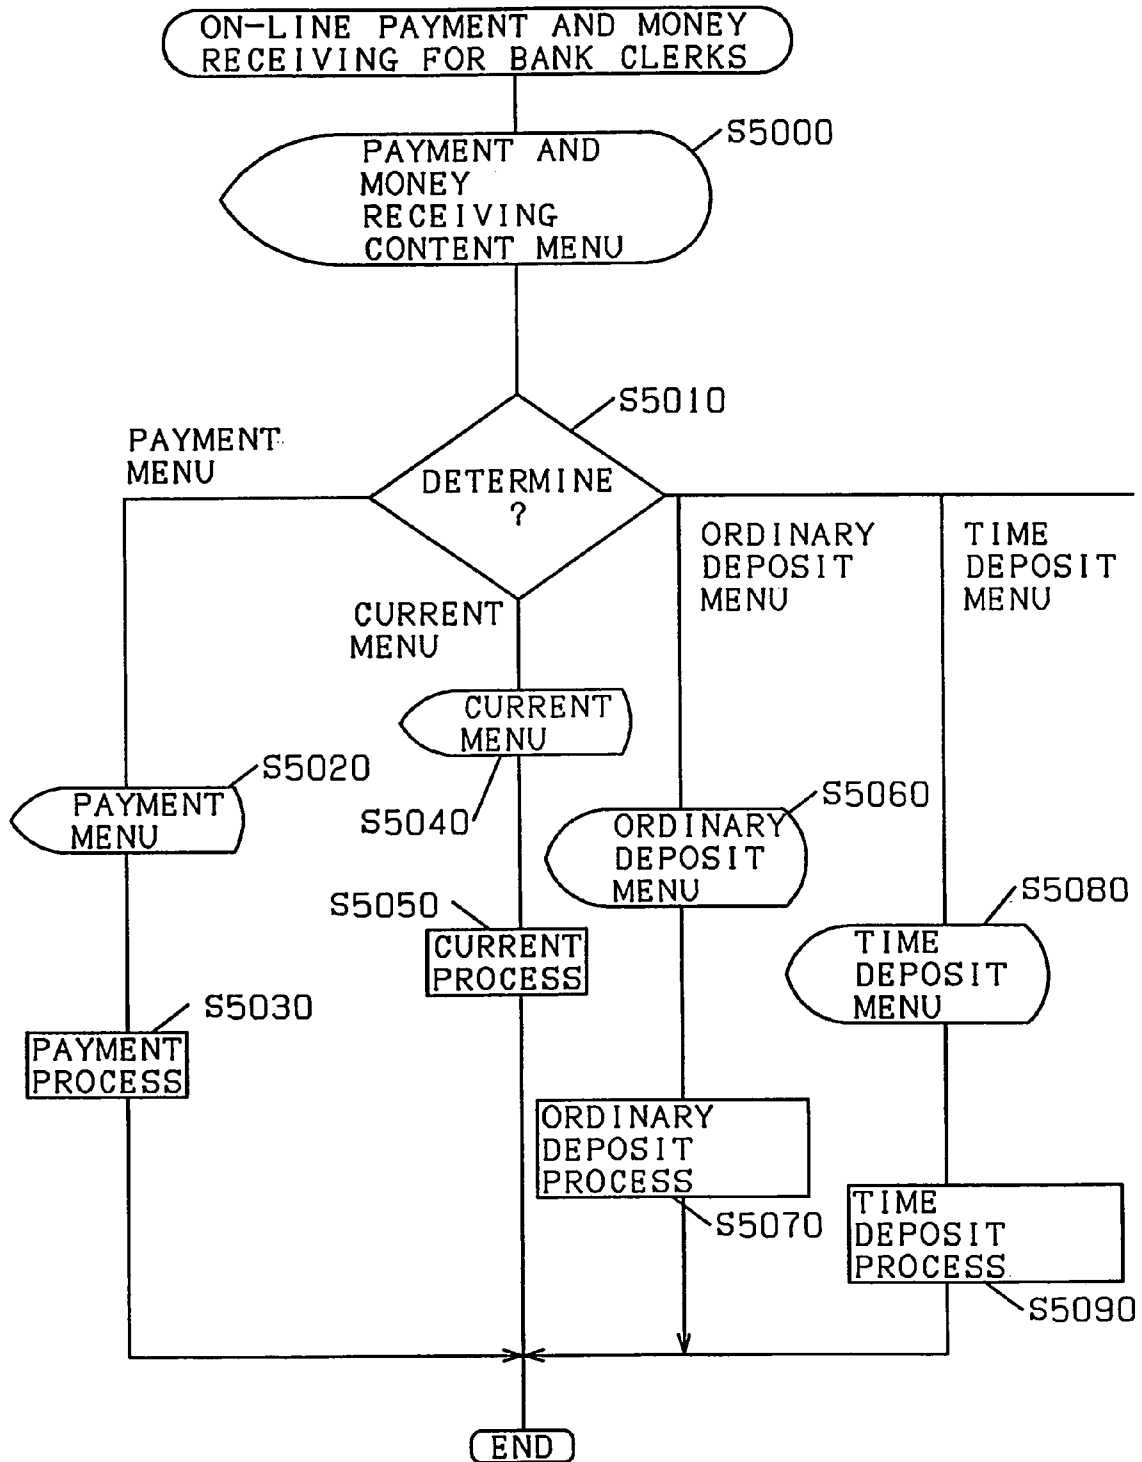 ON-LINE PAYMENT AND MONEY
RECEIVING FOR BANK CLERKS
S5000
PAYMENT AND
MONEY
RECEIVING
CONTENT MENU
S5010
PAYMENT
MENU
DETERMINE
?
ORDINARY
DEPOSIT
MENU
TIME
DEPOSIT
MENU
CURRENT
MENU
CURRENT
MENU
S5020
PAYMENT
MENU
S5040
S5060
ORDINARY
DEPOSIT
MENU
S5050
CURRENT
PROCESS
S5080
TIME
DEPOSIT
MENU
S5030
PAYMENT
PROCESS
ORDINARY
DEPOSIT
PROCESS
S5070
TIME
DEPOSIT
PROCESS
S5090
END